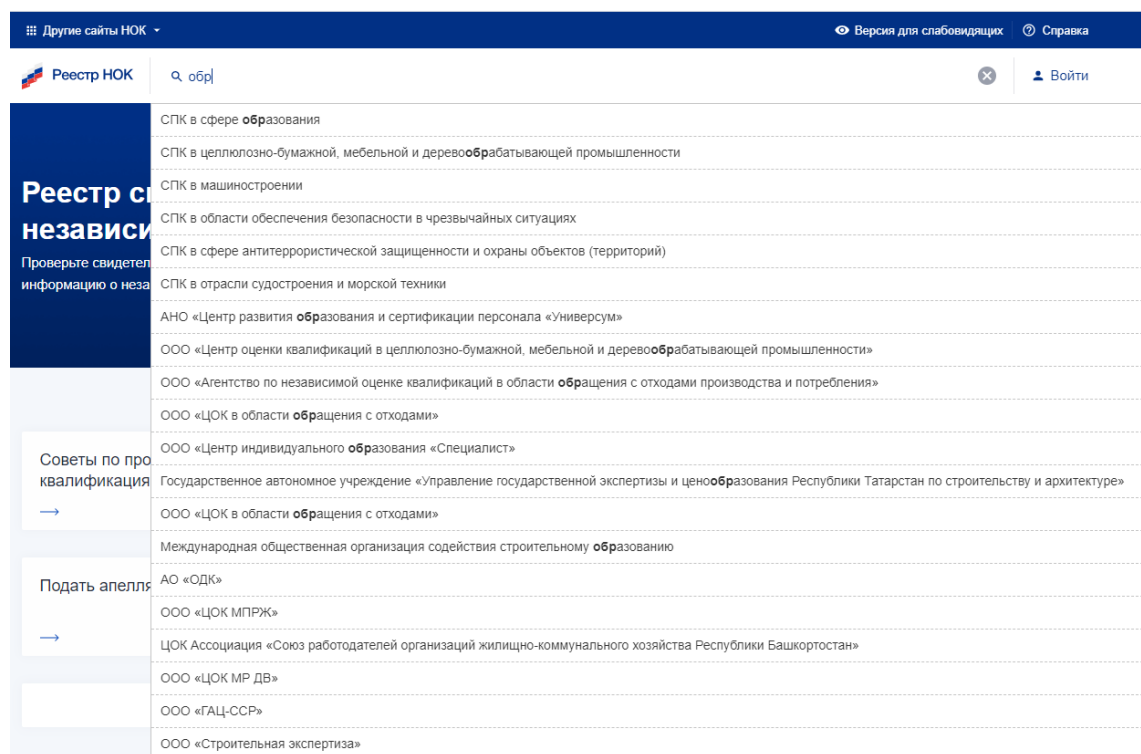 Другие сайты НОК
Версия для слабовидящих
Справка
Реестр НОК
обр
Войти
СПК в сфере образования
СПК в целлюлозно-бумажной, мебельной и деревообрабатывающей промышленности
СПК в машиностроении
СПК в области обеспечения безопасности в чрезвычайных ситуациях
СПК в сфере антитеррористической защищенности и охраны объектов (территорий)
СПК в отрасли судостроения и морской техники
АНО «Центр развития образования и сертификации персонала «Универсум»
ООО «Центр оценки квалификаций в целлюлозно-бумажной, мебельной и деревообрабатывающей промышленности»
ООО «Агентство по независимой оценке квалификаций в области обращения с отходами производства и потребления»
ООО «ЦОК в области обращения с отходами»
ООО «Центр индивидуального образования «Специалист»
Государственное автономное учреждение «Управление государственной экспертизы и ценообразования Республики Татарстан по строительству и архитектуре»
ООО «ЦОК в области обращения с отходами»
Международная общественная организация содействия строительному образованию
АО «ОДК»
ООО «ЦОК МПРЖ»
ЦОК Ассоциация «Союз работодателей организаций жилищно-коммунального хозяйства Республики Башкортостан»
ООО «ЦОК МР ДВ»
ООО «ГАЦ-ССР»
ООО «Строительная экспертиза»
Реестр с
независи
Проверьте свидетел
информацию о неза
Советы по про
квалификация
Подать апелля